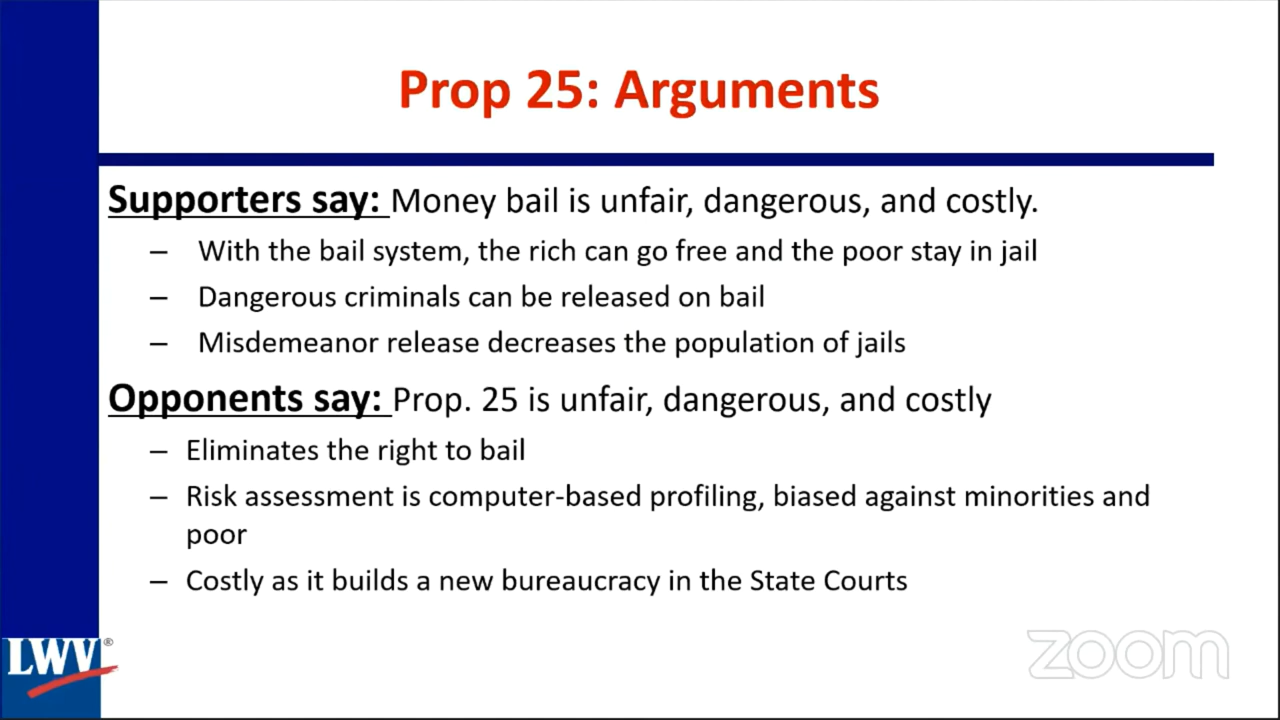 Prop 25: Arguments
Supporters say: Money bail is unfair, dangerous, and costly.
– With the bail system, the rich can go free and the poor stay in jail
– Dangerous criminals can be released on bail
– Misdemeanor release decreases the population of jails
Opponents say: Prop. 25 is unfair, dangerous, and costly
– Eliminates the right to bail
– Risk assessment is computer-based profiling, biased against minorities and
poor
– Costly as it builds a new bureaucracy in the State Courts
LWV®
zoom